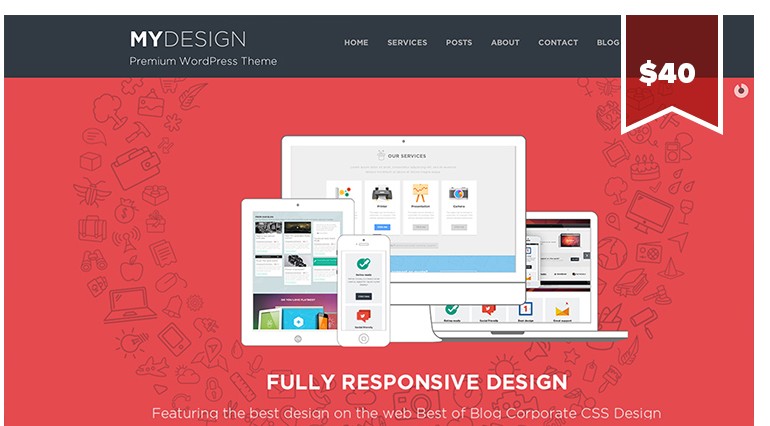 MYDESIGN
Premium WordPress Theme
HOME SERVICES POSTS ABOUT CONTACT BLOG
$40
OUR SERVICES
Printer Presentation Camera
FULLY RESPONSIVE DESIGN
Featuring the best design on the web Best of Blog Corporate CSS Design